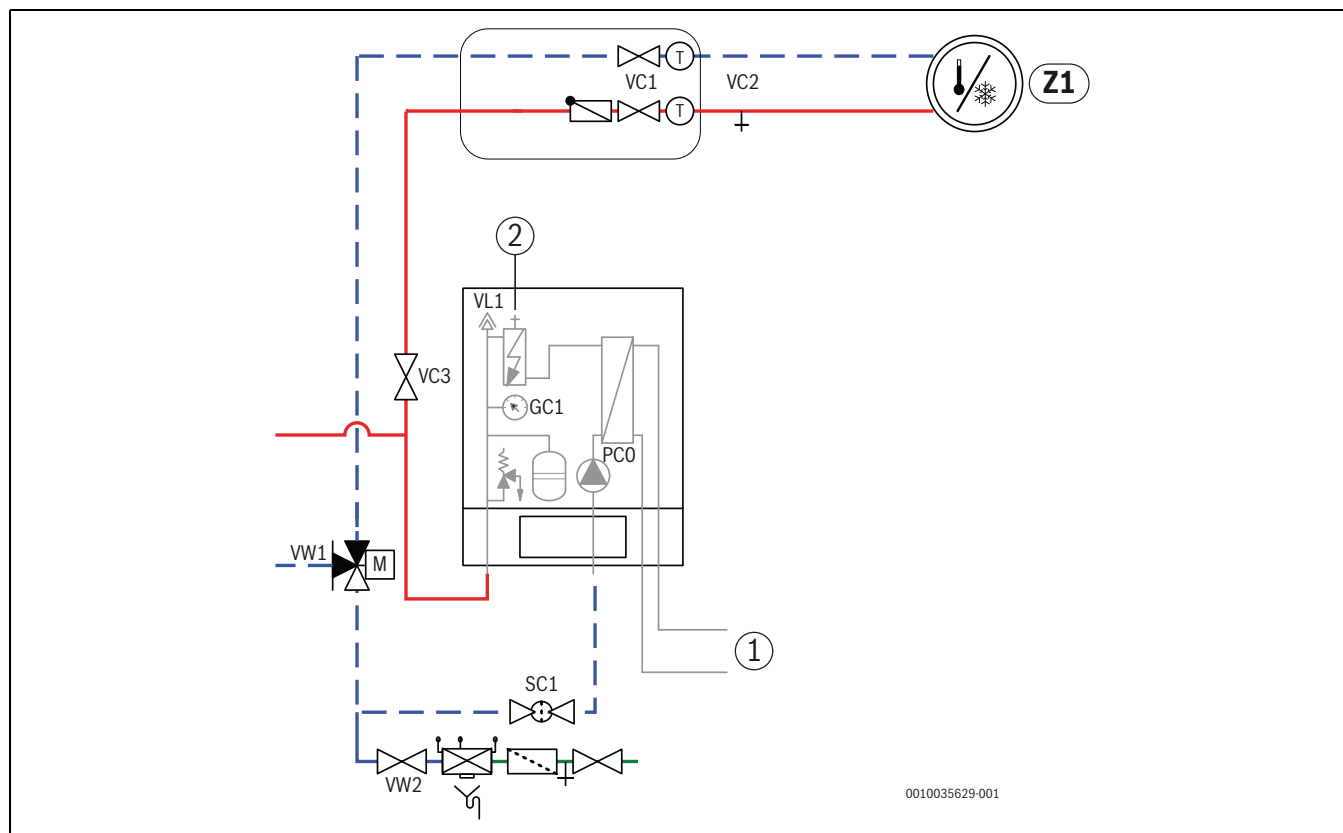 T
VC1
VC2
Z1
T
2
VL1
VC3
GC1
PC0
VW1
M
1
SC1
VW2
0010035629-001